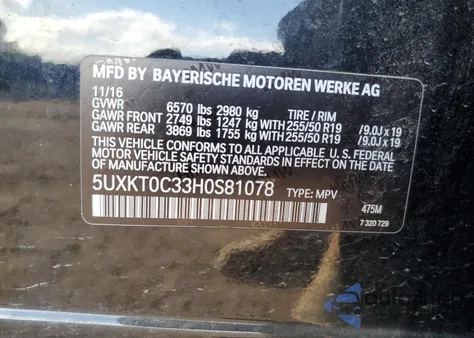 MFD BY BAYERISCHE MOTOREN WERKE AG
11/16
GVWR 6570 lbs 2980 kg TIRE / RIM
GAWR FRONT 2749 lbs 1247 kg WITH 255/50 R19 /9.0J x 19
GAWR REAR 3869 lbs 1755 kg WITH 255/50 R19 /9.0J x 19
THIS VEHICLE CONFORMS TO ALL APPLICABLE U.S. FEDERAL
MOTOR VEHICLE SAFETY STANDARDS IN EFFECT ON THE DATE
OF MANUFACTURE SHOWN ABOVE.
5UXKT0C33H0S81078 TYPE: MPV 475M
7 320 729